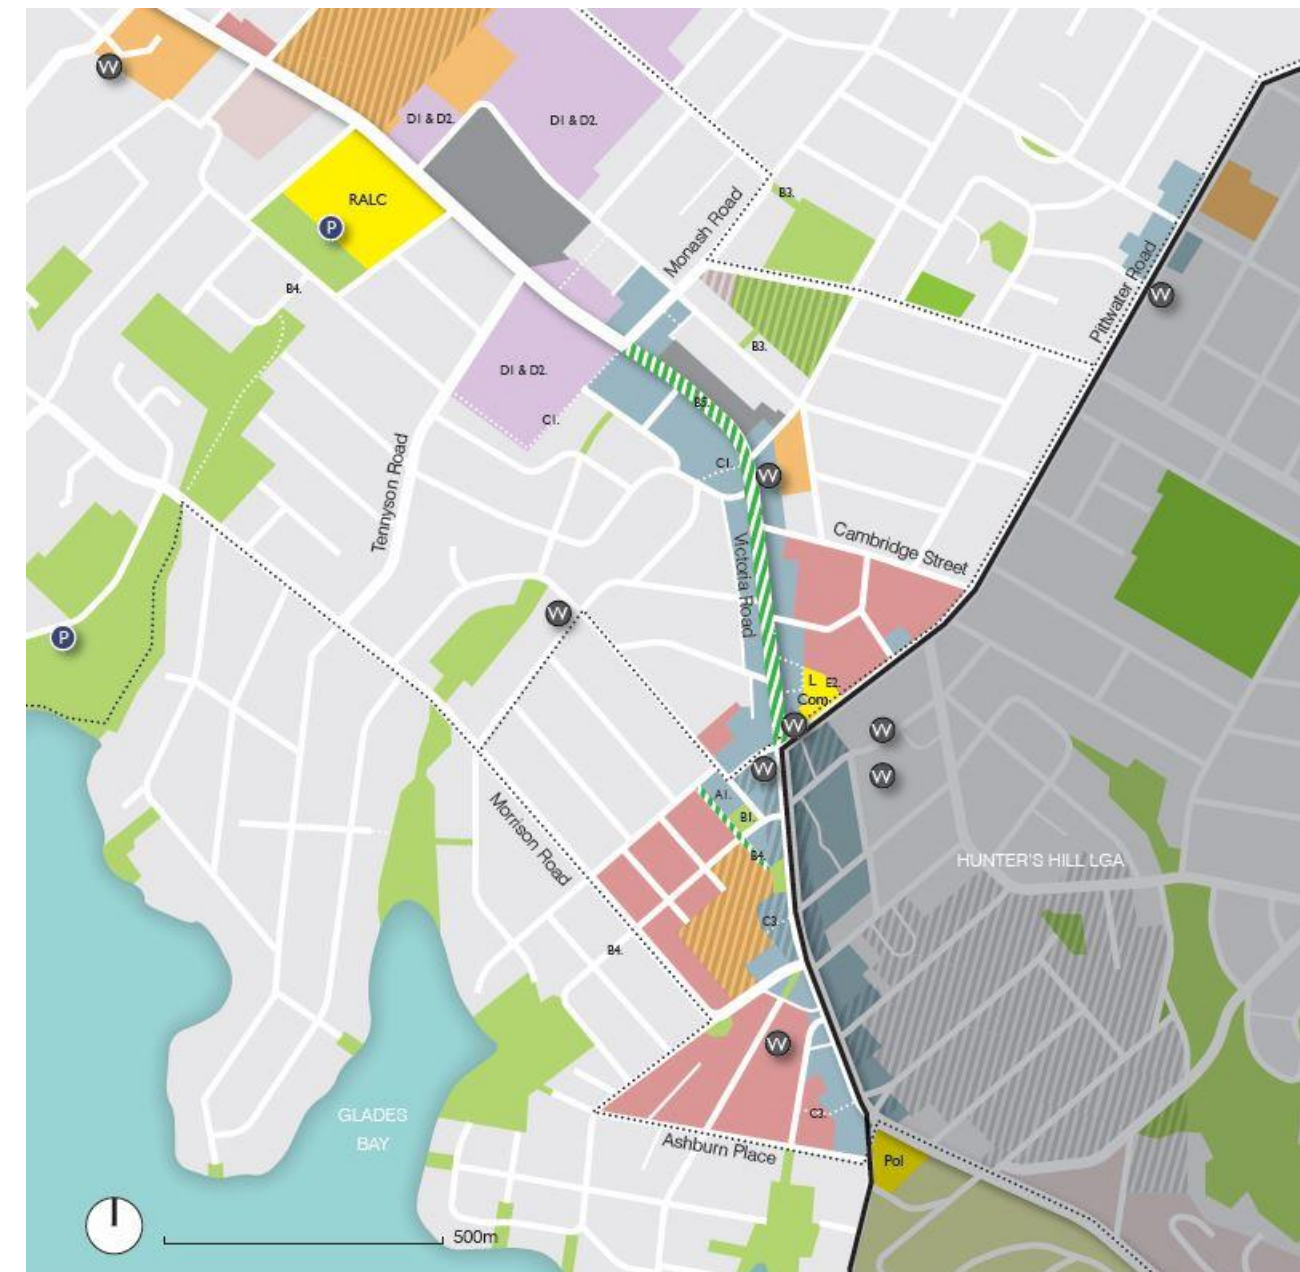 W
D1 & D2.
D1 & D2.
RALC
P
B3.
Monash Road
B4.
Pittwater Road
W
B3.
D1 & D2.
B5.
C1.
C1.
W
Tennyson Road
Cambridge Street
Victoria Road
W
P
L E2.
Com.
W
W
W
W
A1.
B1.
Morrison Road
B4.
HUNTER'S HILL LGA
C3.
B4.
W
GLADES
BAY
C3.
Ashburn Place
Pol
500m